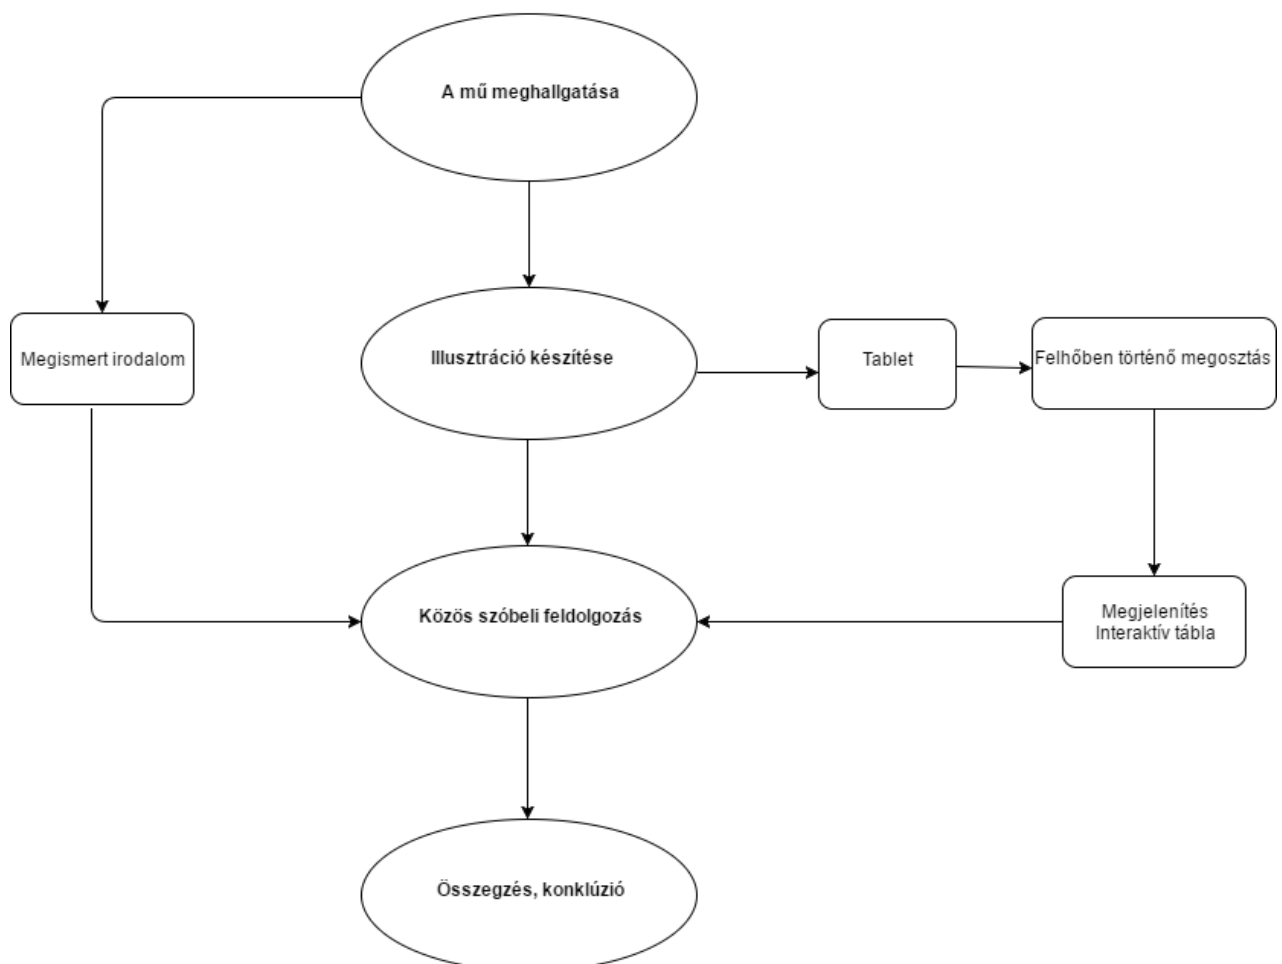 A mű meghallgatása
Megismert irodalom
Illusztráció készítése
Tablet
Felhőben történő megosztás
Közös szóbeli feldolgozás
Megjelenítés
Interaktív tábla
Összegzés, konklúzió